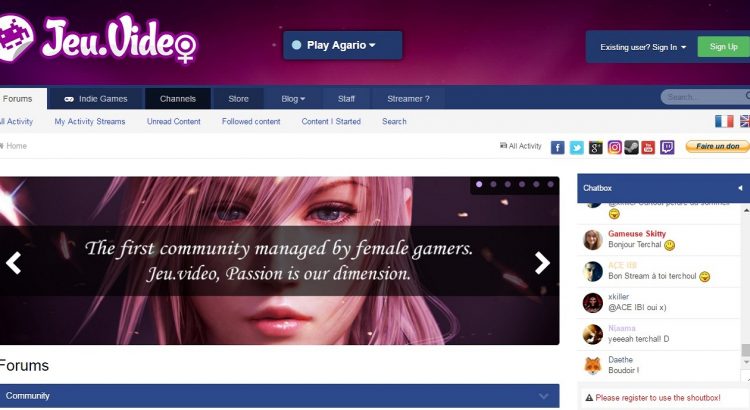 Jeu.Video
Play Agario
Existing user? Sign In
Sign Up
Forums
Indie Games
Channels
Store
Blog
Staff
Streamer ?
Search...
All Activity
My Activity Streams
Unread Content
Followed content
Content I Started
Search
Home
All Activity
Faire un don
The first community managed by female gamers.
Jeu.video, Passion is our dimension.
Chatbox
Gameuse Skitty
Bonjour Terchal
ACE IBI
Bon Stream à toi terchoul
xkiller
@ACE IBI oui x)
Niaama
yeeeah terchal! D
Daethe
Boudoir !
Please register to use the shoutbox!
Forums
Community